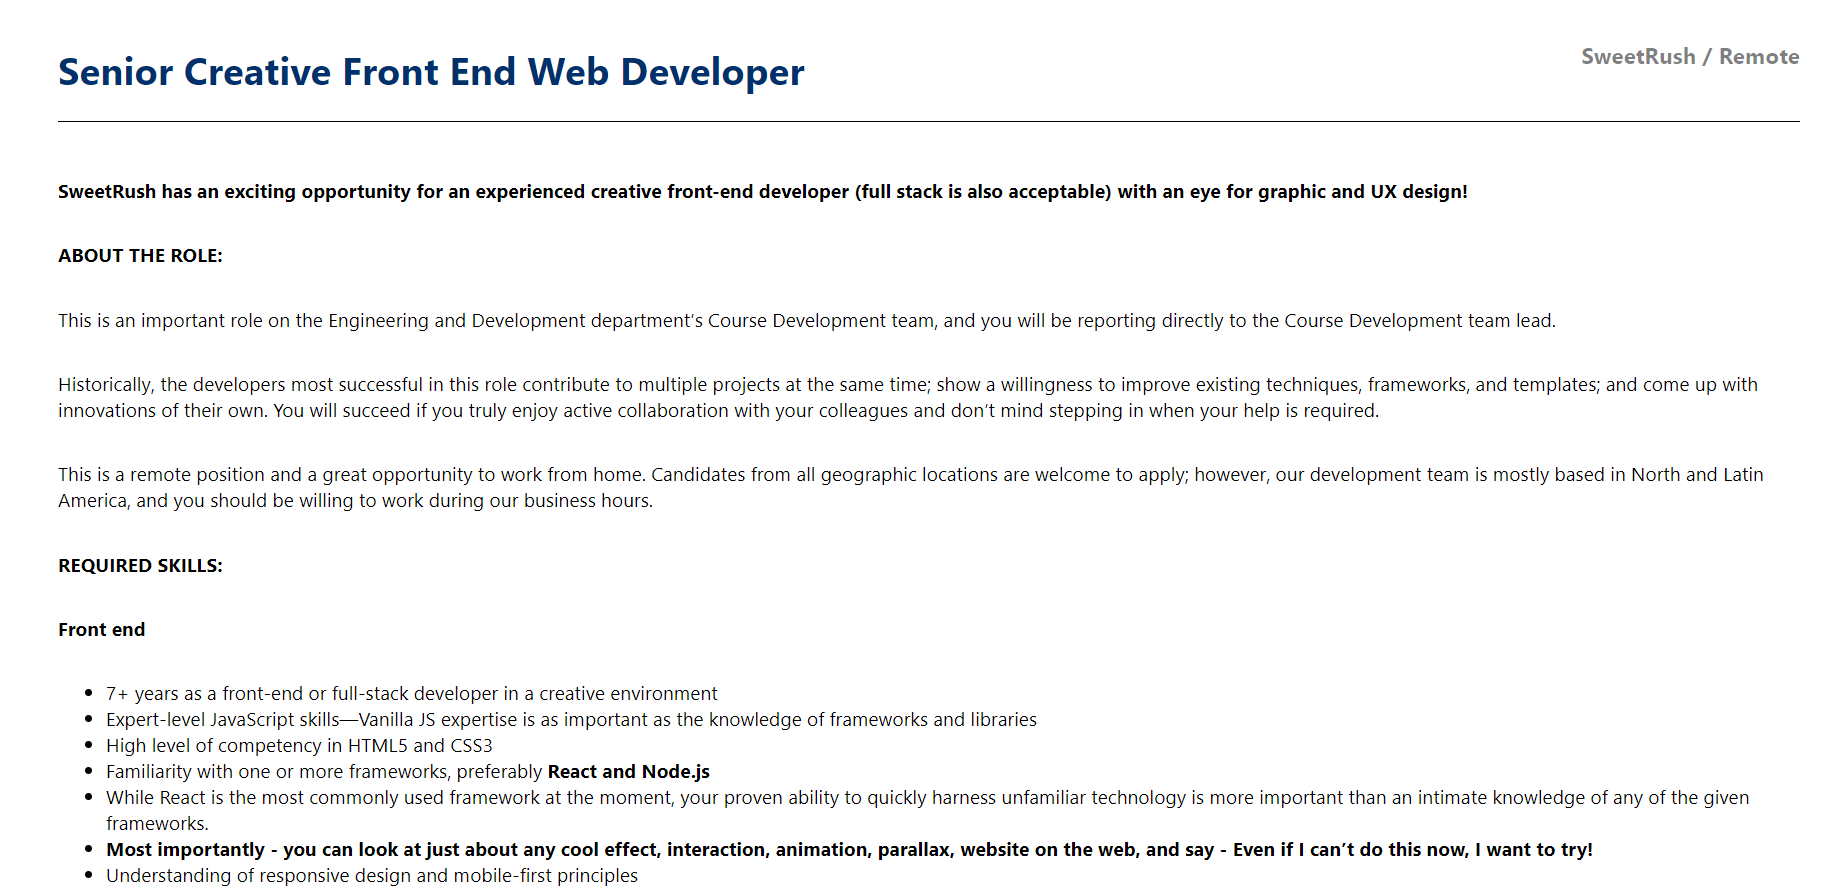 Senior Creative Front End Web Developer
SweetRush / Remote
SweetRush has an exciting opportunity for an experienced creative front-end developer (full stack is also acceptable) with an eye for graphic and UX design!
ABOUT THE ROLE:
This is an important role on the Engineering and Development department’s Course Development team, and you will be reporting directly to the Course Development team lead.
Historically, the developers most successful in this role contribute to multiple projects at the same time; show a willingness to improve existing techniques, frameworks, and templates; and come up with
innovations of their own. You will succeed if you truly enjoy active collaboration with your colleagues and don’t mind stepping in when your help is required.
This is a remote position and a great opportunity to work from home. Candidates from all geographic locations are welcome to apply; however, our development team is mostly based in North and Latin
America, and you should be willing to work during our business hours.
REQUIRED SKILLS:
Front end
• 7+ years as a front-end or full-stack developer in a creative environment
• Expert-level JavaScript skills—Vanilla JS expertise is as important as the knowledge of frameworks and libraries
• High level of competency in HTML5 and CSS3
• Familiarity with one or more frameworks, preferably React and Node.js
• While React is the most commonly used framework at the moment, your proven ability to quickly harness unfamiliar technology is more important than an intimate knowledge of any of the given
frameworks.
• Most importantly - you can look at just about any cool effect, interaction, animation, parallax, website on the web, and say - Even if I can’t do this now, I want to try!
• Understanding of responsive design and mobile-first principles